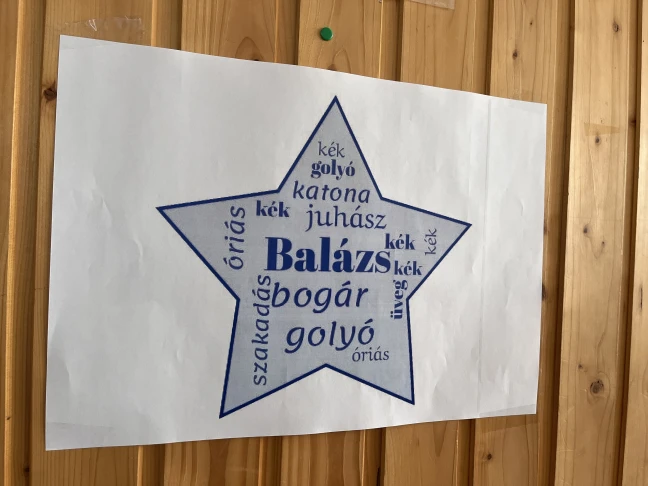 kék
golyó
katona
kék
juhász
óriás
Balázs
kék
kék
kék
bogár
üveg
szakadás
golyó
óriás